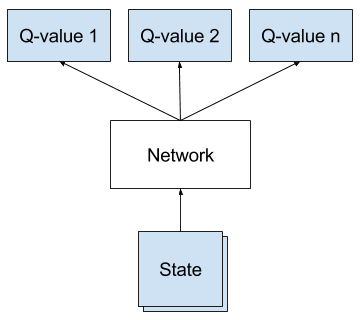 Q-value 1 Q-value 2 Q-value n
Network
State